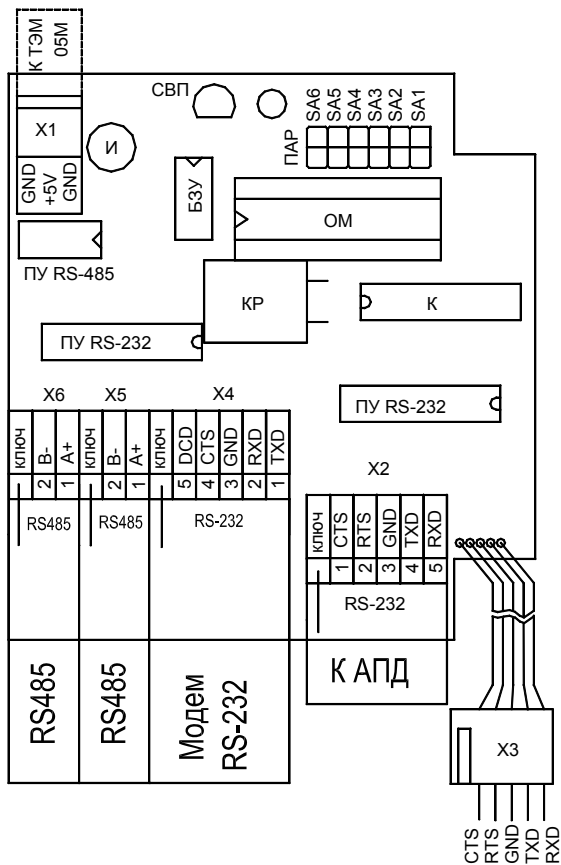 К ТЭМ
05М
X1
GND
+5V
GND
И
СВП
SA6
SA5
SA4
SA3
SA2
SA1
ПАР
БЗУ
ОМ
ПУ RS-485
КР
К
ПУ RS-232
ПУ RS-232
X6
X5
X4
ключ
B-
A+
ключ
B-
A+
ключ
DCD
CTS
GND
RXD
TXD
2
1
2
1
5
4
3
2
1
RS485
RS485
RS-232
X2
ключ
CTS
RTS
GND
TXD
RXD
1
2
3
4
5
RS-232
RS485
RS485
Модем
RS-232
К АПД
X3
CTS
RTS
GND
TXD
RXD